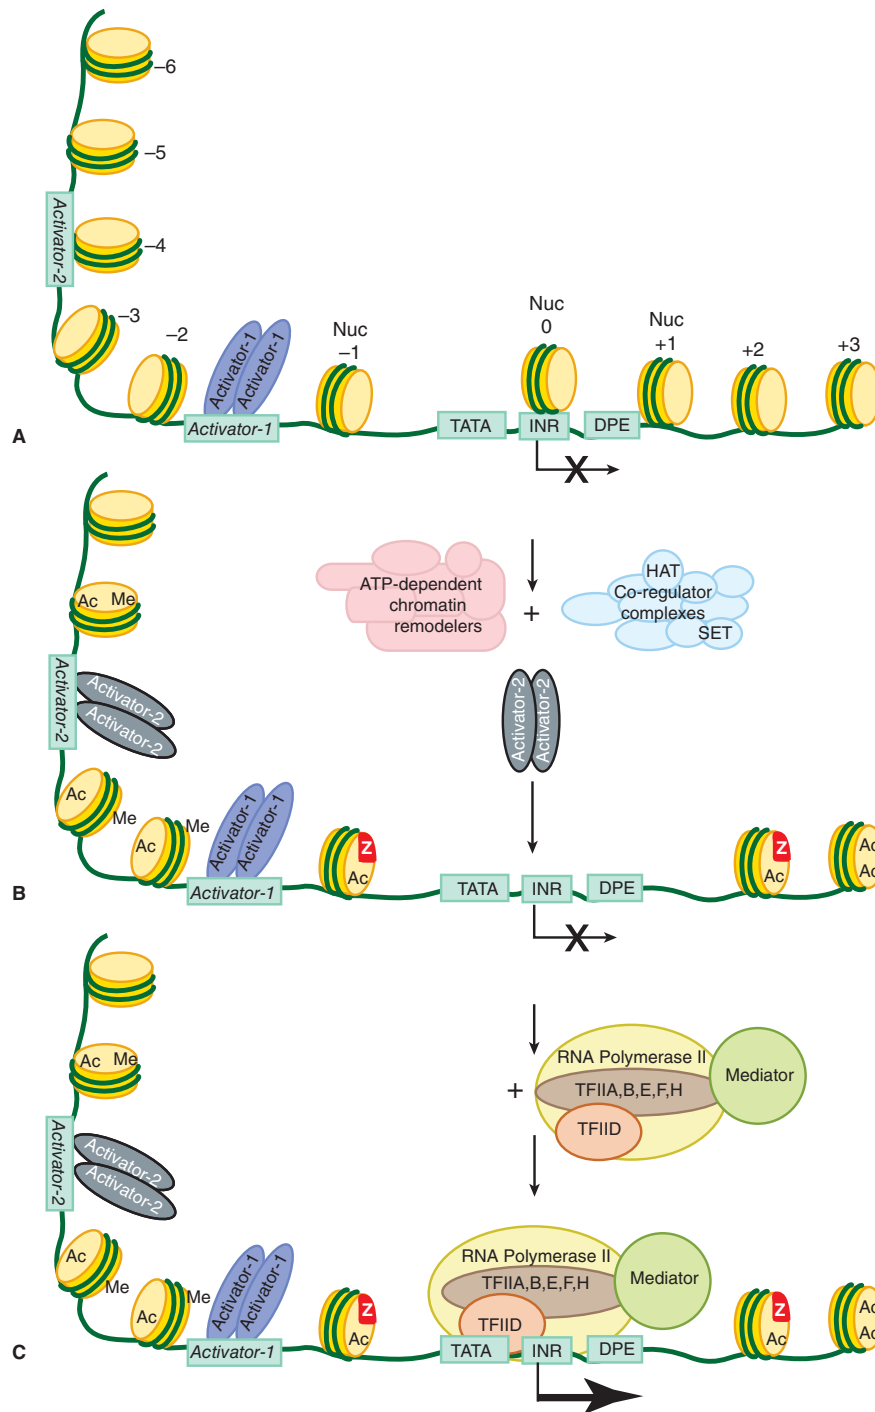 –6
–5
Activator-2
–4
–3
–2
Activator-1
Activator-1
Nuc
–1
Nuc
0
Nuc
+1
+2
+3
Activator-1
TATA
INR
DPE
A
X
ATP-dependent
chromatin
remodelers
+
HAT
Co-regulator
complexes
SET
Ac Me
Activator-2
Activator-2
Activator-2
Activator-2
Activator-2
Ac
Me
Ac
Me
Activator-1
Activator-1
Z
Ac
Z
Ac
Ac
Ac
Activator-1
TATA
INR
DPE
B
X
Ac Me
+
RNA Polymerase II
TFIIA,B,E,F,H
TFIID
Mediator
Activator-2
Activator-2
Activator-2
Ac
Me
Ac
Me
Activator-1
Activator-1
Z
Ac
RNA Polymerase II
TFIIA,B,E,F,H
TFIID
Mediator
Z
Ac
Ac
Ac
Activator-1
TATA
INR
DPE
C